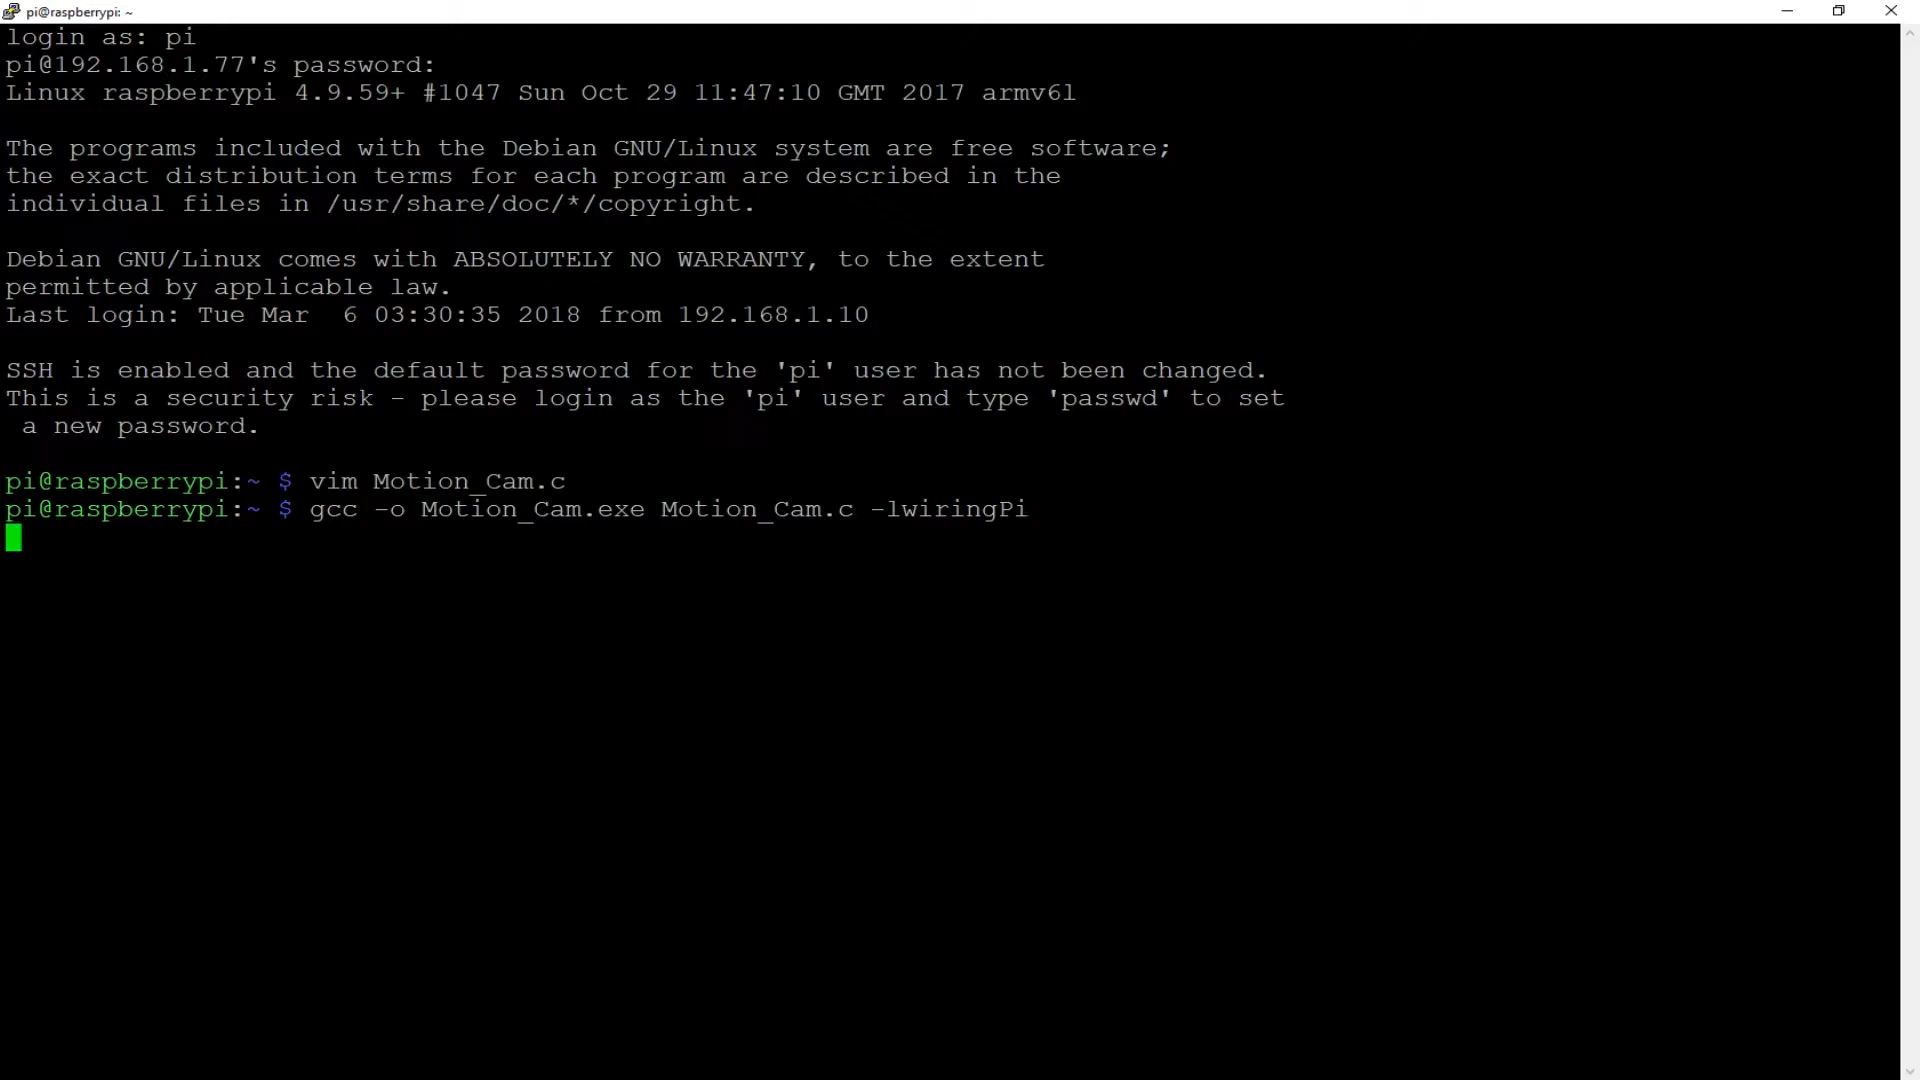 pi@raspberrypi: ~
login as: pi
pi@192.168.1.77's password:
Linux raspberrypi 4.9.59+ #1047 Sun Oct 29 11:47:10 GMT 2017 armv6l
The programs included with the Debian GNU/Linux system are free software;
the exact distribution terms for each program are described in the
individual files in /usr/share/doc/*/copyright.
Debian GNU/Linux comes with ABSOLUTELY NO WARRANTY, to the extent
permitted by applicable law.
Last login: Tue Mar  6 03:30:35 2018 from 192.168.1.10
SSH is enabled and the default password for the 'pi' user has not been changed.
This is a security risk - please login as the 'pi' user and type 'passwd' to set
 a new password.
pi@raspberrypi:~ $ vim Motion_Cam.c
pi@raspberrypi:~ $ gcc -o Motion_Cam.exe Motion_Cam.c -lwiringPi